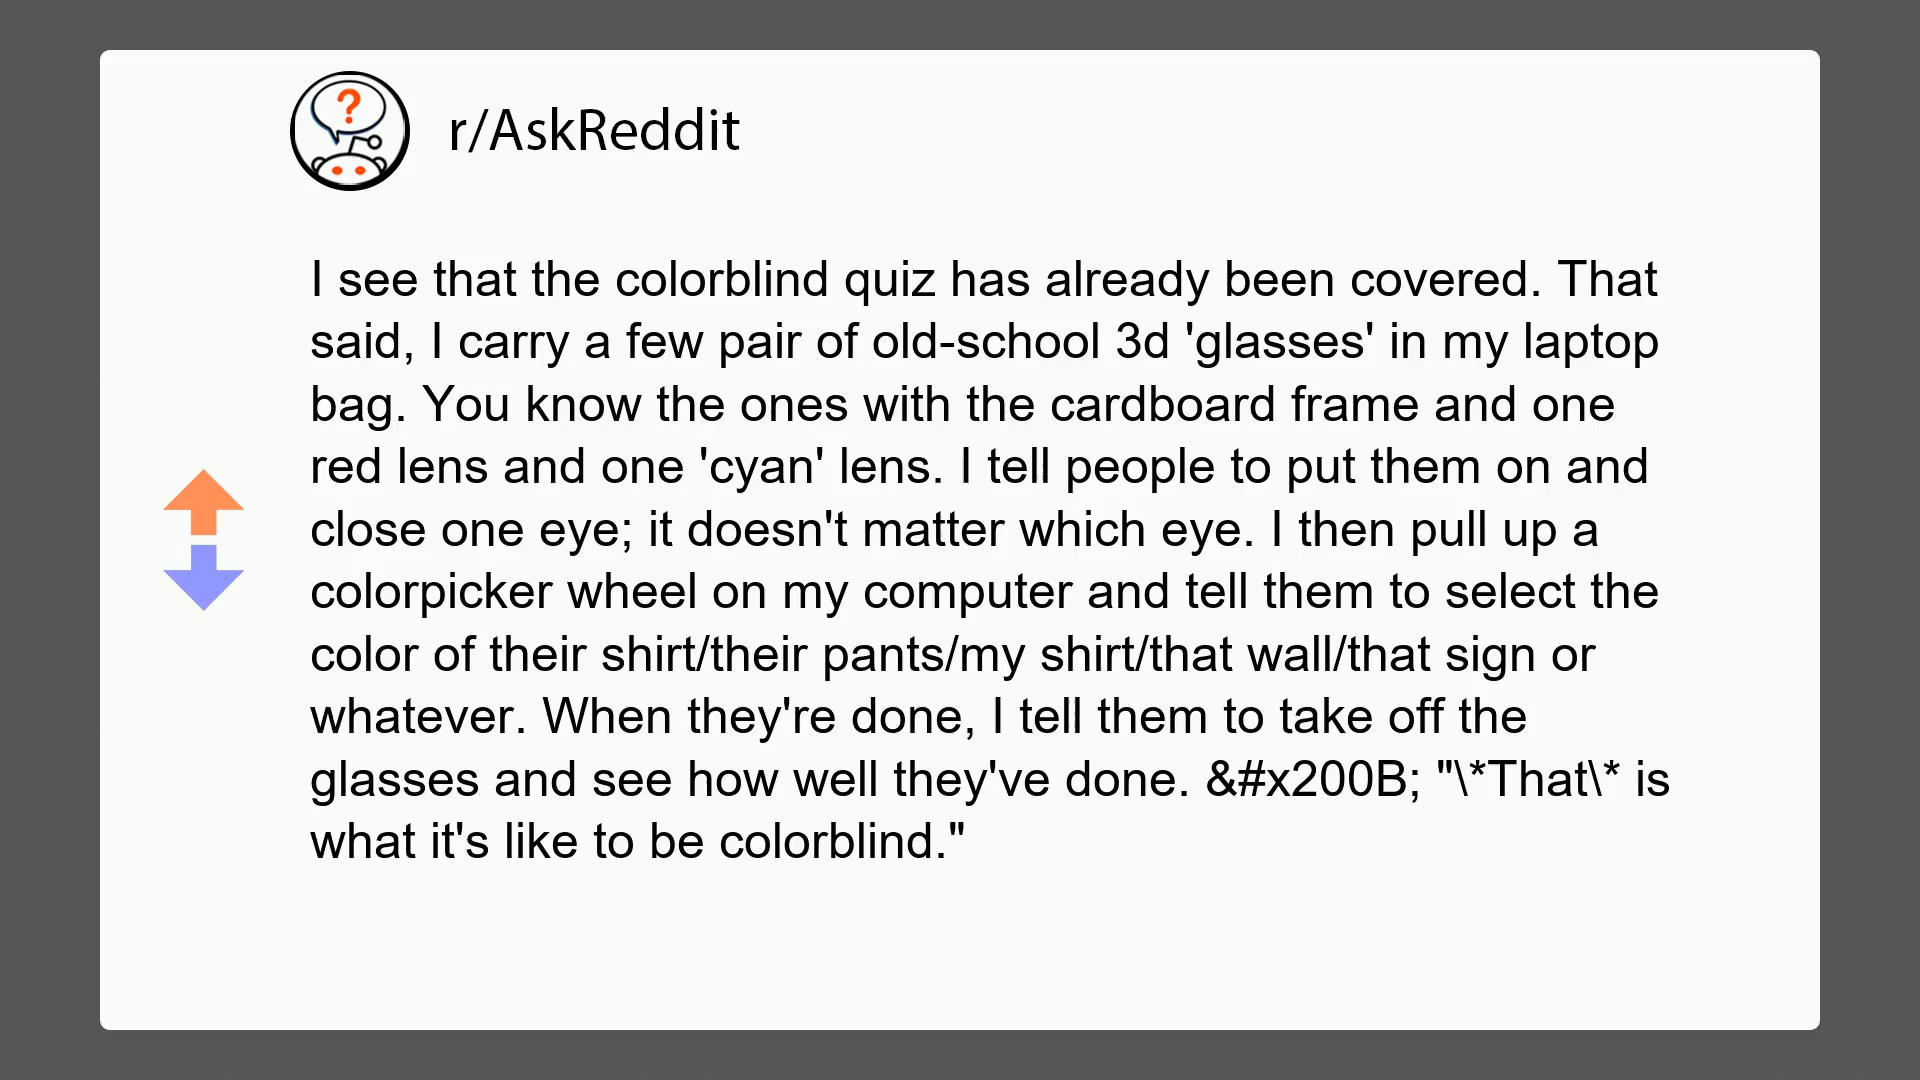 ?
r/AskReddit
I see that the colorblind quiz has already been covered. That
said, I carry a few pair of old-school 3d 'glasses' in my laptop
bag. You know the ones with the cardboard frame and one
red lens and one 'cyan' lens. I tell people to put them on and
close one eye; it doesn't matter which eye. I then pull up a
colorpicker wheel on my computer and tell them to select the
color of their shirt/their pants/my shirt/that wall/that sign or
whatever. When they're done, I tell them to take off the
glasses and see how well they've done. &#x200B; "\*That\* is
what it's like to be colorblind."